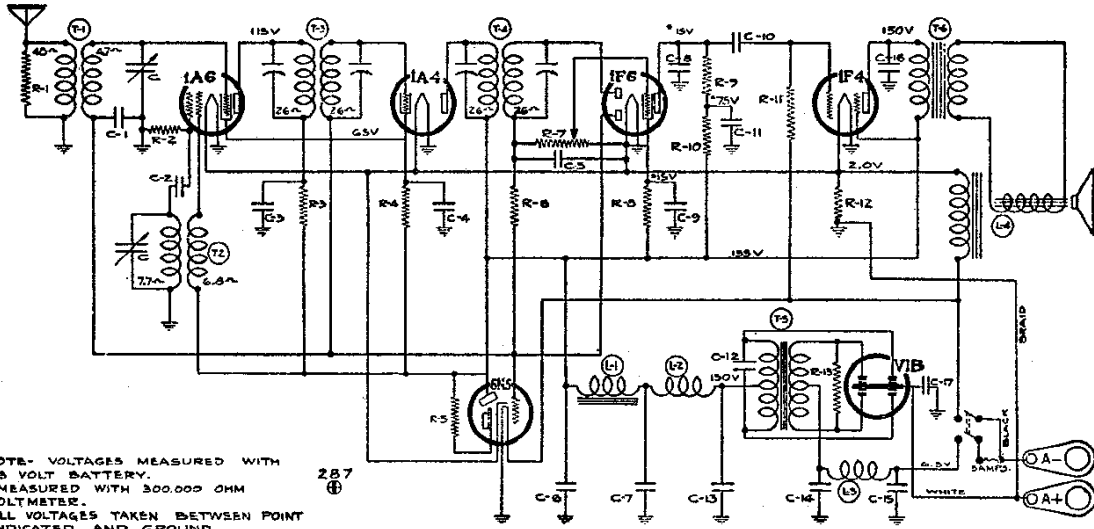 T-1
115V
T-3
T-4
* 15V
C-10
150V
T-6
40~
47~
C
1A6
1A4
1F6
C-8
R-9
R-11
1F4
C-16
R-1
C-1
26~
26~
26~
26~
*75V
C-11
R-2
65V
R-7
C-5
R-10
C-2
2.0V
C-3
R-3
R-4
C-4
R-6
*15V
R-8
C-9
R-12
L-4
C
T2
7.7~
6.8~
135V
T-5
BRAID
L-1
L-2
C-12
130V
R-13
VIB
C-17
6K5
R-5
BLACK
5AMPS.
A-
6.3V
WHITE
A+
C-6
C-7
C-13
C-14
L-3
C-15
287
OTE- VOLTAGES MEASURED WITH
VOLT BATTERY.
MEASURED WITH 300.000 OHM
OLTMETER.
LL VOLTAGES TAKEN BETWEEN POINT
NDICATED AND GROUND